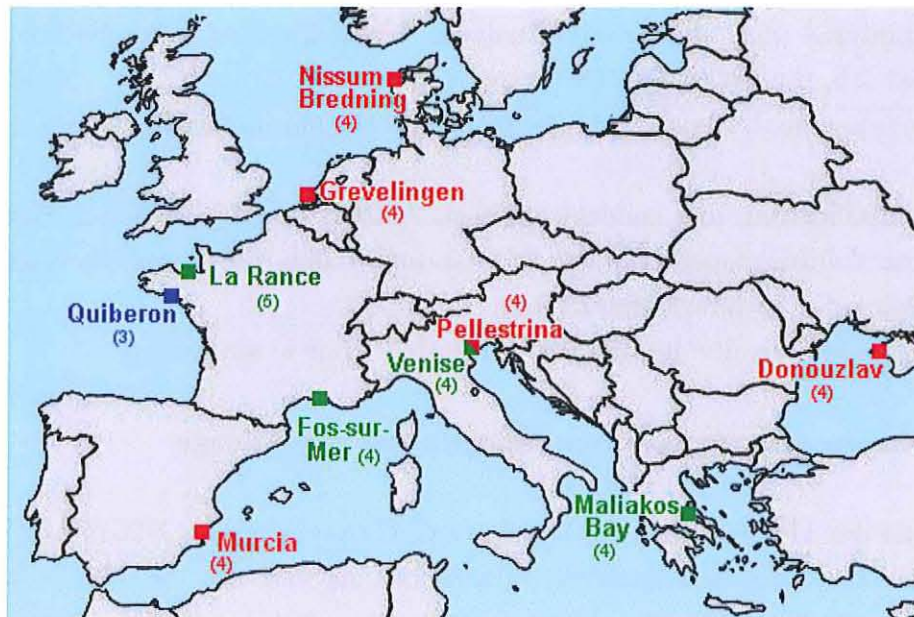 Nissum
Bredning
(4)
Grevelingen
(4)
La Rance
(5)
Quiberon
(3)
(4)
Pellestrina
Venise
(4)
Donouzlav
(4)
Fos-sur-
Mer (4)
Maliakos
Bay
(4)
Murcia
(4)